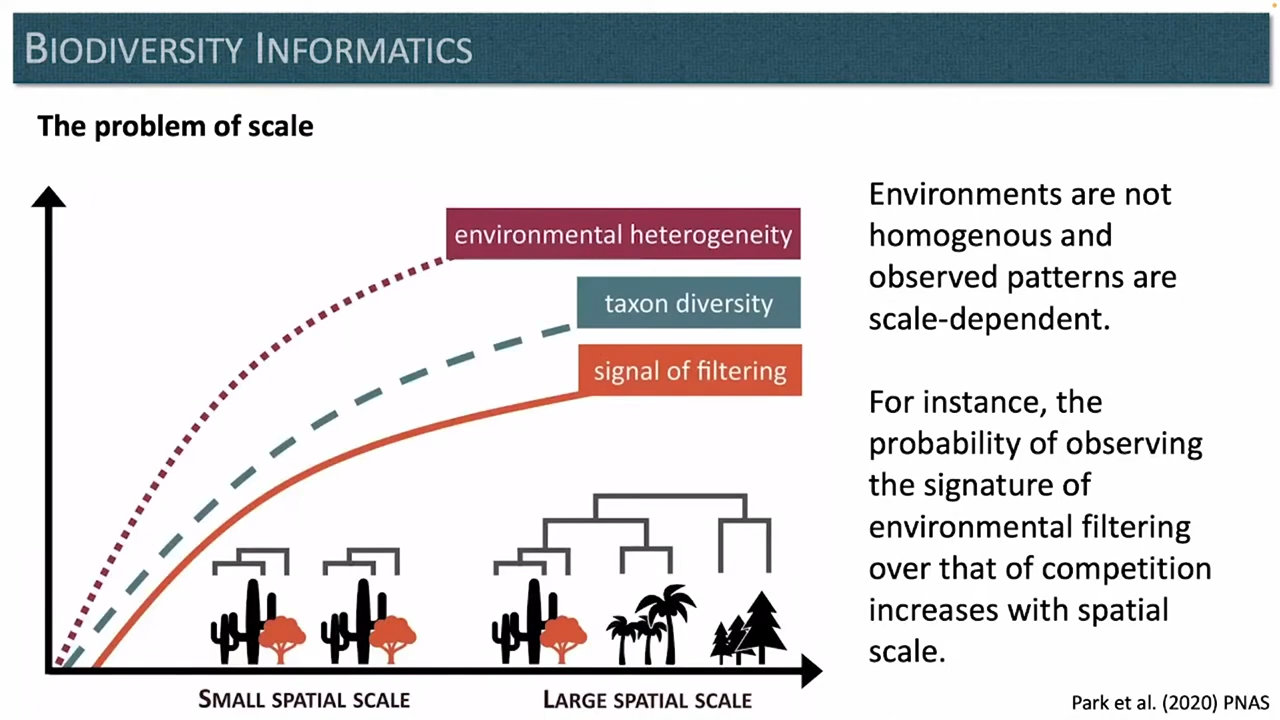 BIODIVERSITY INFORMATICS
The problem of scale
environmental heterogeneity
taxon diversity
signal of filtering
SMALL SPATIAL SCALE
LARGE SPATIAL SCALE
Environments are not
homogenous and
observed patterns are
scale-dependent.
For instance, the
probability of observing
the signature of
environmental filtering
over that of competition
increases with spatial
scale.
Park et al. (2020) PNAS